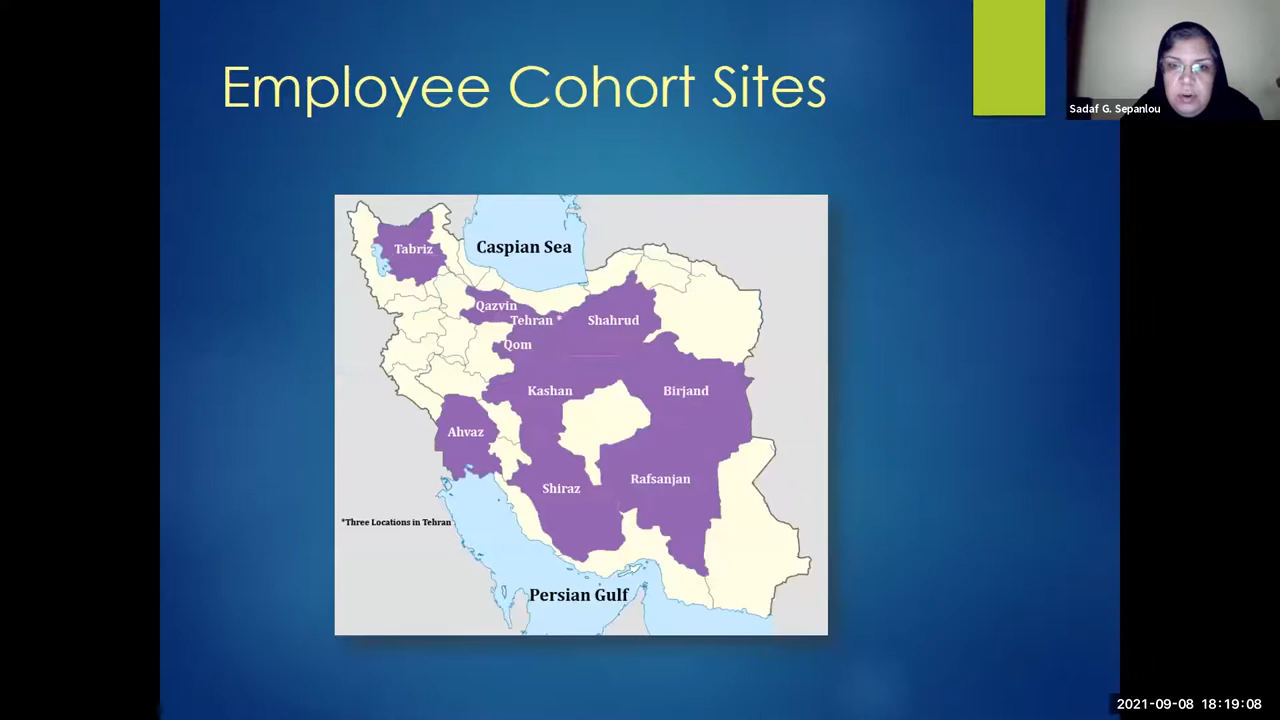 Employee Cohort Sites
Sadaf G. Sepanlou
Tabriz
Caspian Sea
Qazvin
Tehran *
Shahrud
Qom
Kashan
Birjand
Ahvaz
Rafsanjan
Shiraz
*Three Locations in Tehran
Persian Gulf
2021-09-08 18:19:08